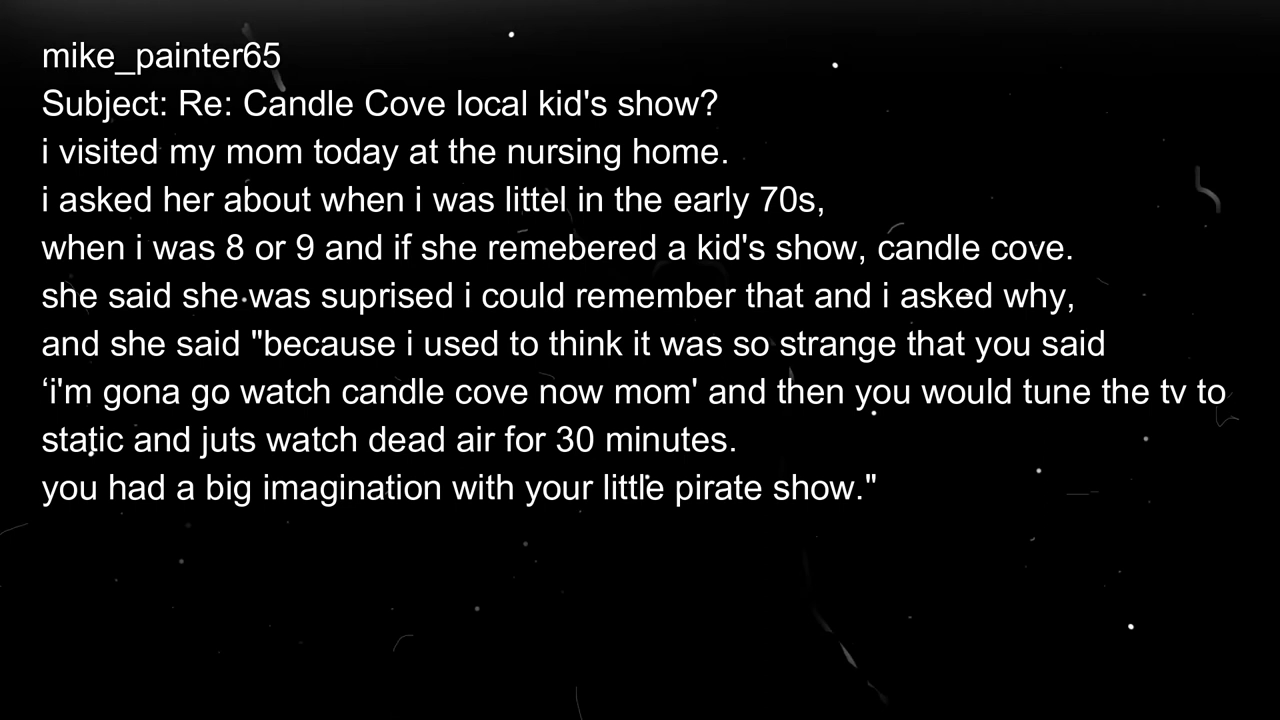 mike_painter65
Subject: Re: Candle Cove local kid's show?
i visited my mom today at the nursing home.
i asked her about when i was littel in the early 70s,
when i was 8 or 9 and if she remebered a kid's show, candle cove.
she said she was suprised i could remember that and i asked why,
and she said "because i used to think it was so strange that you said
‘i'm gona go watch candle cove now mom' and then you would tune the tv to
static and juts watch dead air for 30 minutes.
you had a big imagination with your little pirate show."